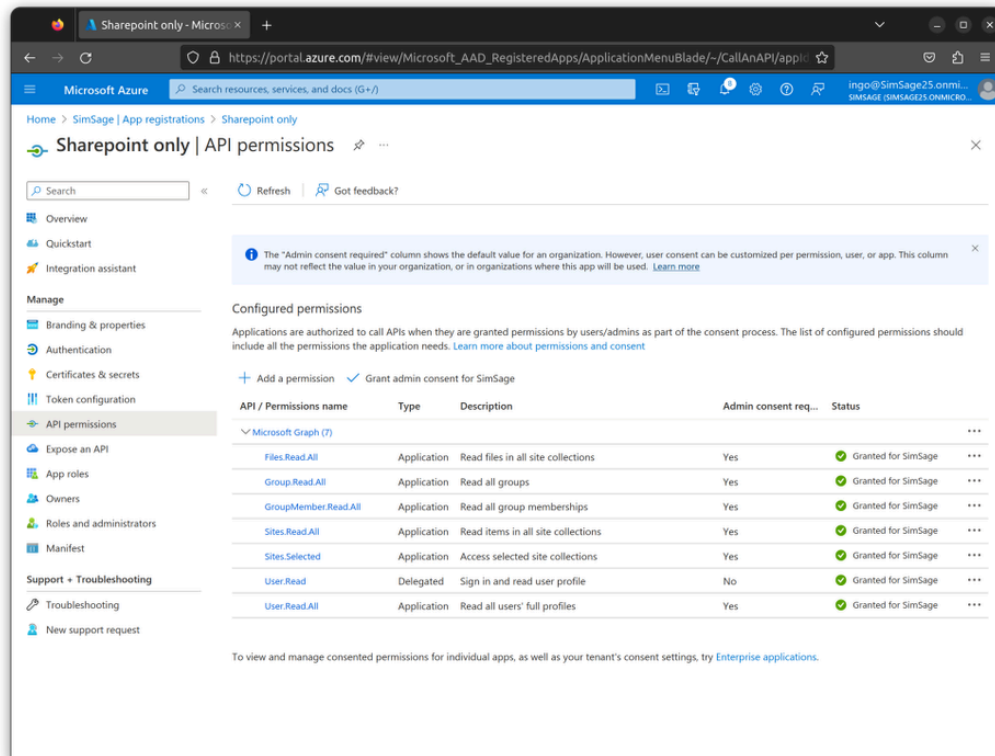 Sharepoint only - Micros
https://portal.azure.com/#view/Microsoft_AAD_RegisteredApps/ApplicationMenuBlade/~/CallAnAPI/appId
Microsoft Azure
Search resources, services, and docs (G+/)
8
ingo@SimSage25.onmi...
SIMSAGE (SIMSAGE25.ONMICRO...
Home > SimSage | App registrations > Sharepoint only
Sharepoint only | API permissions
Search
Refresh
Got feedback?
Overview
Quickstart
Integration assistant
Manage
Branding & properties
Authentication
Certificates & secrets
Token configuration
API permissions
Expose an API
App roles
Owners
Roles and administrators
Manifest
Support + Troubleshooting
Troubleshooting
New support request
The "Admin consent required" column shows the default value for an organization. However, user consent can be customized per permission, user, or app. This column
may not reflect the value in your organization, or in organizations where this app will be used. Learn more
Configured permissions
Applications are authorized to call APIs when they are granted permissions by users/admins as part of the consent process. The list of configured permissions should
include all the permissions the application needs. Learn more about permissions and consent
Add a permission Grant admin consent for SimSage
API / Permissions name Type Description Admin consent req... Status
Microsoft Graph (7)
Files.Read.All Application Read files in all site collections Yes Granted for SimSage
Group.Read.All Application Read all groups Yes Granted for SimSage
GroupMember.Read.All Application Read all group memberships Yes Granted for SimSage
Sites.Read.All Application Read items in all site collections Yes Granted for SimSage
Sites.Selected Application Access selected site collections Yes Granted for SimSage
User.Read Delegated Sign in and read user profile No Granted for SimSage
User.Read.All Application Read all users' full profiles Yes Granted for SimSage
To view and manage consented permissions for individual apps, as well as your tenant's consent settings, try Enterprise applications.